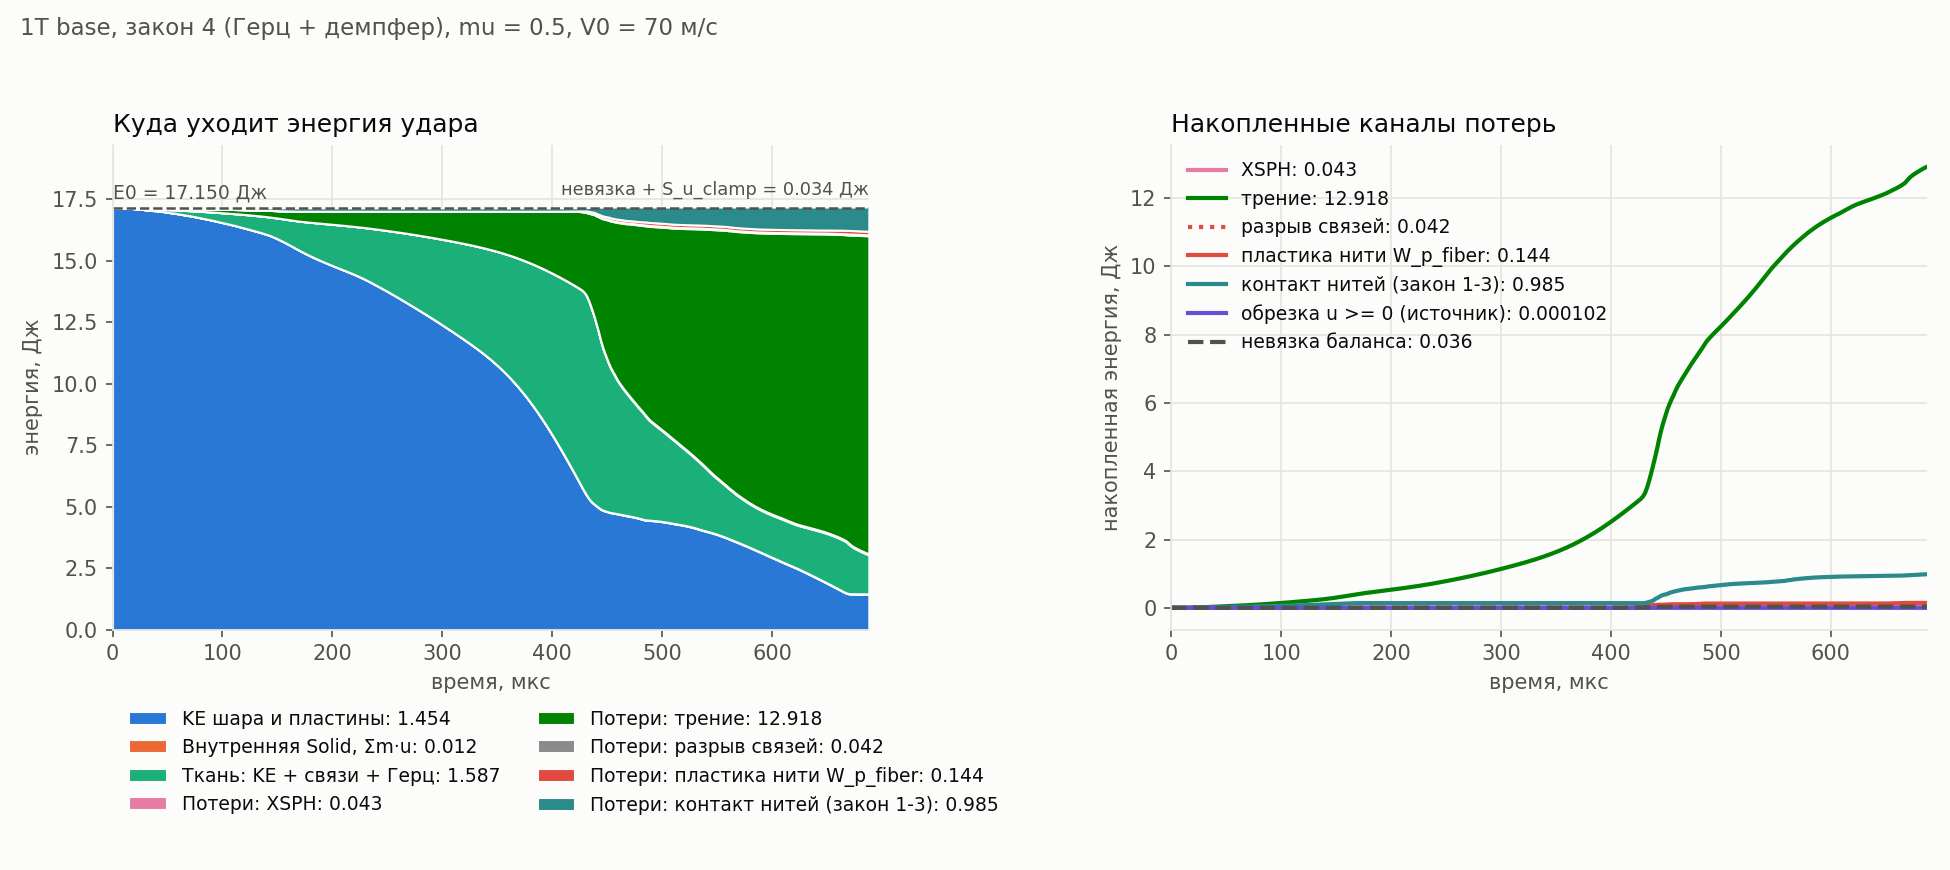 1T base, закон 4 (Герц + демпфер), mu = 0.5, V0 = 70 м/с
Куда уходит энергия удара
E0 = 17.150 Дж
невязка + S_u_clamp = 0.034 Дж
17.5
15.0
12.5
10.0
7.5
5.0
2.5
0.0
энергия, Дж
0 100 200 300 400 500 600
время, мкс
KE шара и пластины: 1.454
Внутренняя Solid, Σm·u: 0.012
Ткань: KE + связи + Герц: 1.587
Потери: XSPH: 0.043
Потери: трение: 12.918
Потери: разрыв связей: 0.042
Потери: пластика нити W_p_fiber: 0.144
Потери: контакт нитей (закон 1-3): 0.985
Накопленные каналы потерь
XSPH: 0.043
трение: 12.918
разрыв связей: 0.042
пластика нити W_p_fiber: 0.144
контакт нитей (закон 1-3): 0.985
обрезка u >= 0 (источник): 0.000102
невязка баланса: 0.036
12
10
8
6
4
2
0
накопленная энергия, Дж
0 100 200 300 400 500 600
время, мкс